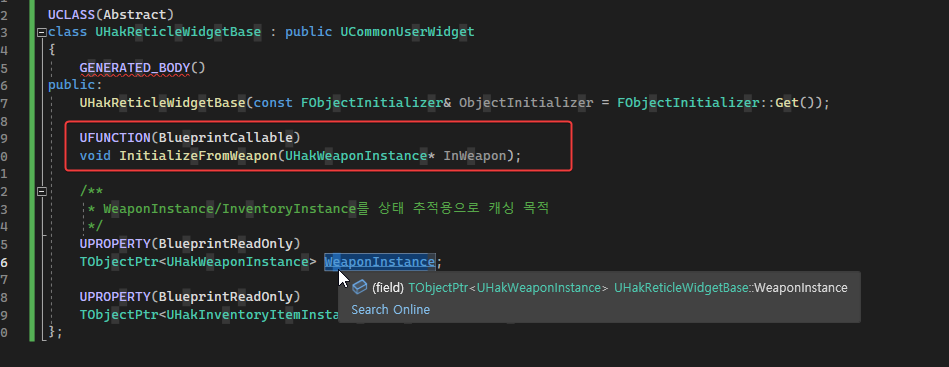 2 UCLASS(Abstract)
3 class UHakReticleWidgetBase : public UCommonUserWidget
4 {
5 GENERATED_BODY()
6 public:
7 UHakReticleWidgetBase(const FObjectInitializer& ObjectInitializer = FObjectInitializer::Get());
8
9 UFUNCTION(BlueprintCallable)
0 void InitializeFromWeapon(UHakWeaponInstance* InWeapon);
1
2 /**
3 * WeaponInstance/InventoryInstance를 상태 추적용으로 캐싱 목적
4 */
5 UPROPERTY(BlueprintReadOnly)
6 TObjectPtr<UHakWeaponInstance> WeaponInstance;
7 (field) TObjectPtr<UHakWeaponInstance> UHakReticleWidgetBase::WeaponInstance
8 UPROPERTY(BlueprintReadOnly)
Search Online
9 TObjectPtr<UHakInventoryItemInsta
0 };